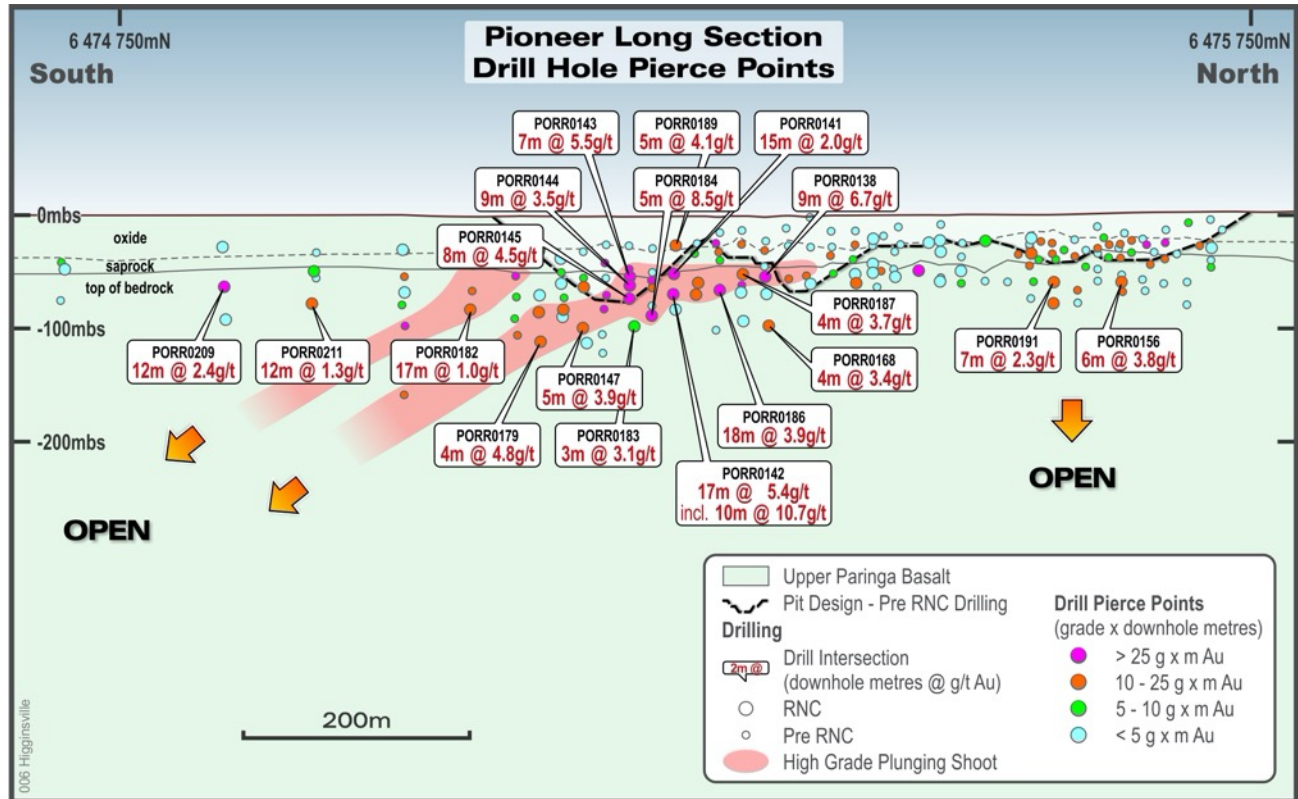 6 474 750mN
South
Pioneer Long Section
Drill Hole Pierce Points
6 475 750mN
North
PORR0143
7m @ 5.5g/t
PORR0189
5m @ 4.1g/t
PORR0141
15m @ 2.0g/t
PORR0144
9m @ 3.5g/t
PORR0184
5m @ 8.5g/t
PORR0138
9m @ 6.7g/t
PORR0145
8m @ 4.5g/t
0mbs
oxide
saprock
top of bedrock
-100mbs
-200mbs
PORR0187
4m @ 3.7g/t
PORR0209
12m @ 2.4g/t
PORR0211
12m @ 1.3g/t
PORR0182
17m @ 1.0g/t
PORR0147
5m @ 3.9g/t
PORR0168
4m @ 3.4g/t
PORR0191
7m @ 2.3g/t
PORR0156
6m @ 3.8g/t
PORR0179
4m @ 4.8g/t
PORR0183
3m @ 3.1g/t
PORR0186
18m @ 3.9g/t
PORR0142
17m @ 5.4g/t
incl. 10m @ 10.7g/t
OPEN
OPEN
200m
006 Higginsville
Upper Paringa Basalt
Pit Design - Pre RNC Drilling
Drilling
2m @
Drill Intersection
(downhole metres @ g/t Au)
RNC
Pre RNC
High Grade Plunging Shoot
Drill Pierce Points
(grade x downhole metres)
> 25 g x m Au
10 - 25 g x m Au
5 - 10 g x m Au
< 5 g x m Au